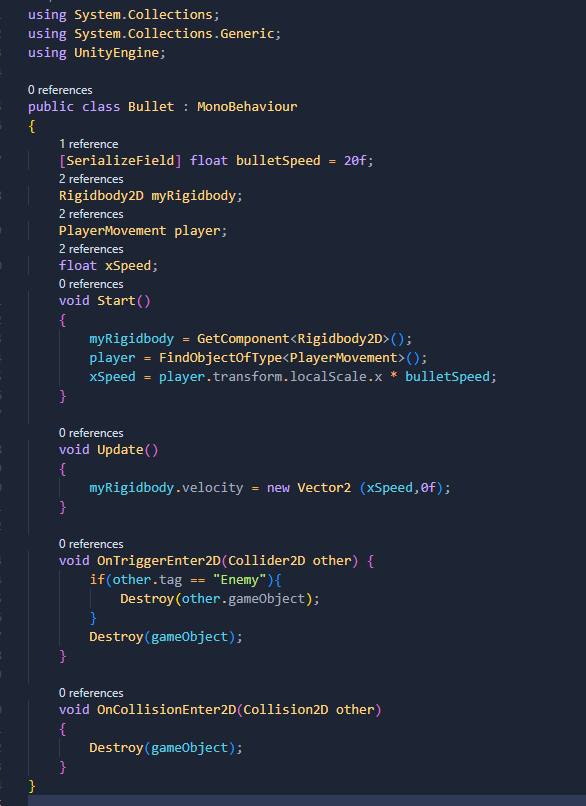 using System.Collections;
using System.Collections.Generic;
using UnityEngine;
0 references
public class Bullet : MonoBehaviour
{
1 reference
[SerializeField] float bulletSpeed = 20f;
2 references
Rigidbody2D myRigidbody;
2 references
PlayerMovement player;
2 references
float xSpeed;
0 references
void Start()
{
myRigidbody = GetComponent<Rigidbody2D>();
player = FindObjectOfType<PlayerMovement>();
xSpeed = player.transform.localScale.x * bulletSpeed;
}
0 references
void Update()
{
myRigidbody.velocity = new Vector2 (xSpeed,0f);
}
0 references
void OnTriggerEnter2D(Collider2D other) {
if(other.tag == "Enemy"){
Destroy(other.gameObject);
}
Destroy(gameObject);
}
0 references
void OnCollisionEnter2D(Collision2D other)
{
Destroy(gameObject);
}
}